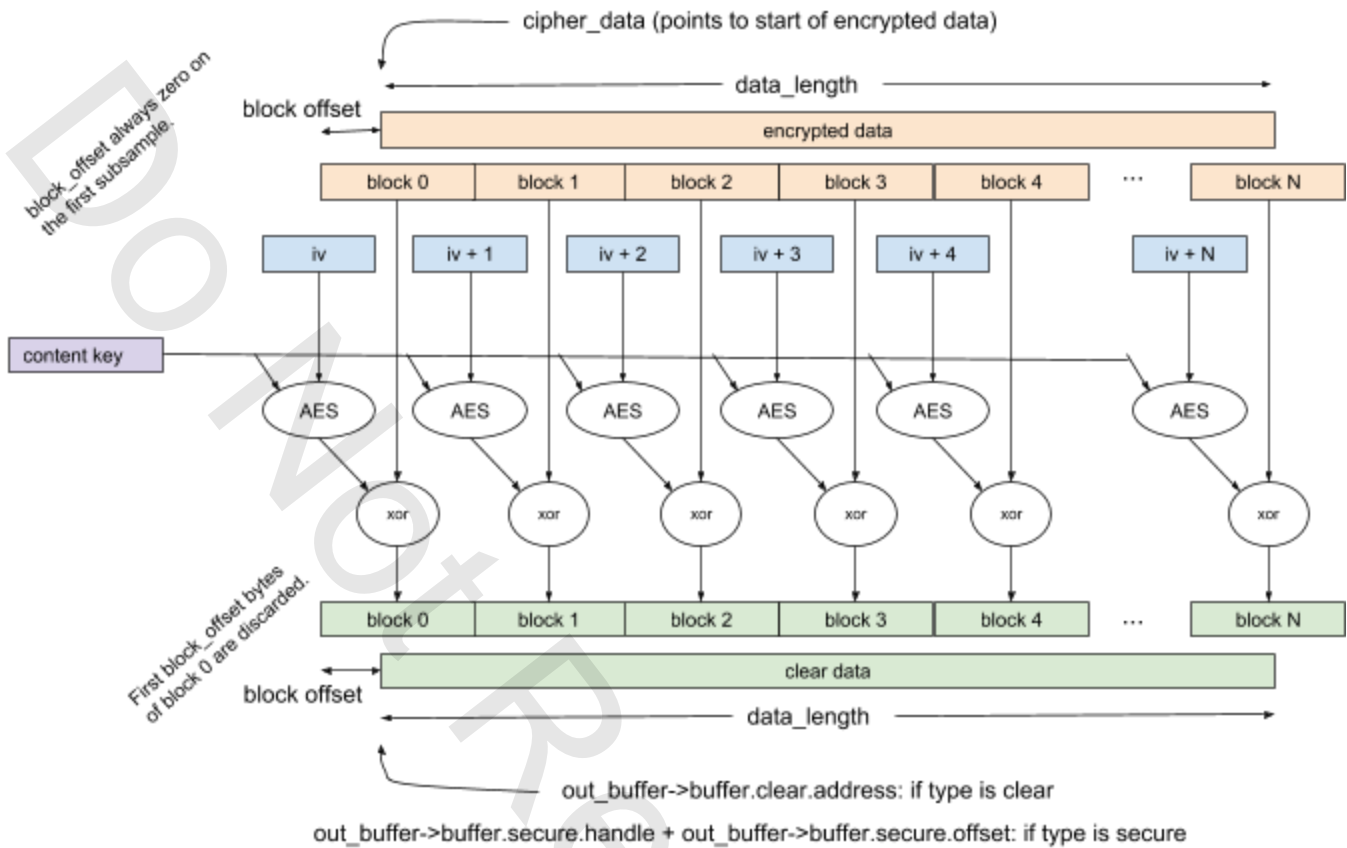 cipher_data (points to start of encrypted data)
data_length
block offset
block_offset always zero on
the first subsample.
encrypted data
block 0 block 1 block 2 block 3 block 4 ... block N
iv iv + 1 iv + 2 iv + 3 iv + 4 iv + N
content key
AES AES AES AES AES AES
xor xor xor xor xor xor
First block_offset bytes
of block 0 are discarded.
block 0 block 1 block 2 block 3 block 4 ... block N
clear data
block offset
data_length
out_buffer->buffer.clear.address: if type is clear
out_buffer->buffer.secure.handle + out_buffer->buffer.secure.offset: if type is secure
Do Not Re